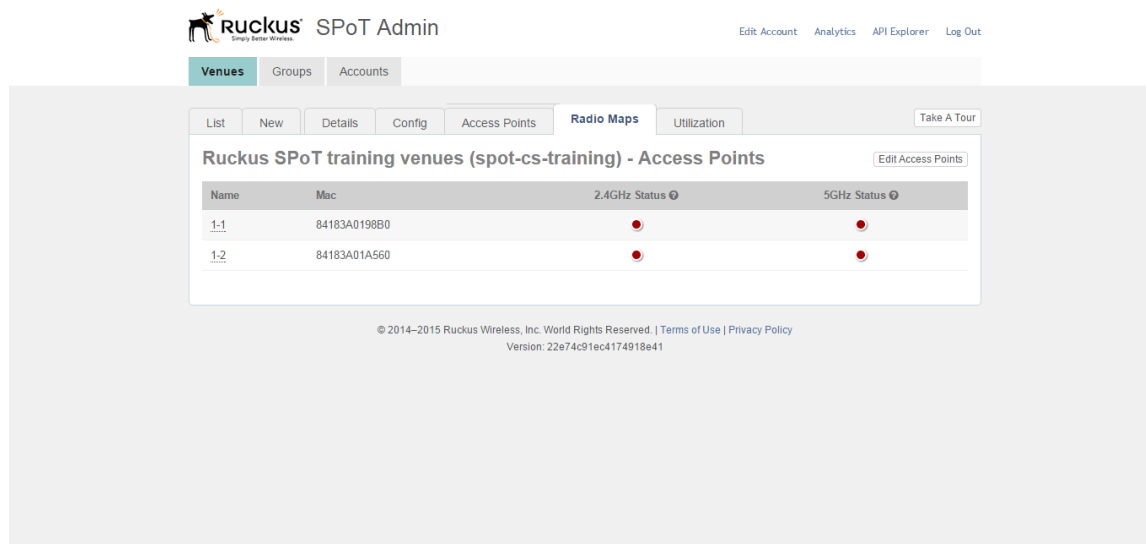 Ruckus SPoT Admin
Simply Better Wireless.
Edit Account Analytics API Explorer Log Out
Venues Groups Accounts
List New Details Config Access Points Radio Maps Utilization Take A Tour
Ruckus SPoT training venues (spot-cs-training) - Access Points Edit Access Points
Name Mac 2.4GHz Status 5GHz Status
1-1 84183A0198B0
1-2 84183A01A560
© 2014–2015 Ruckus Wireless, Inc. World Rights Reserved. | Terms of Use | Privacy Policy
Version: 22e74c91ec4174918e41